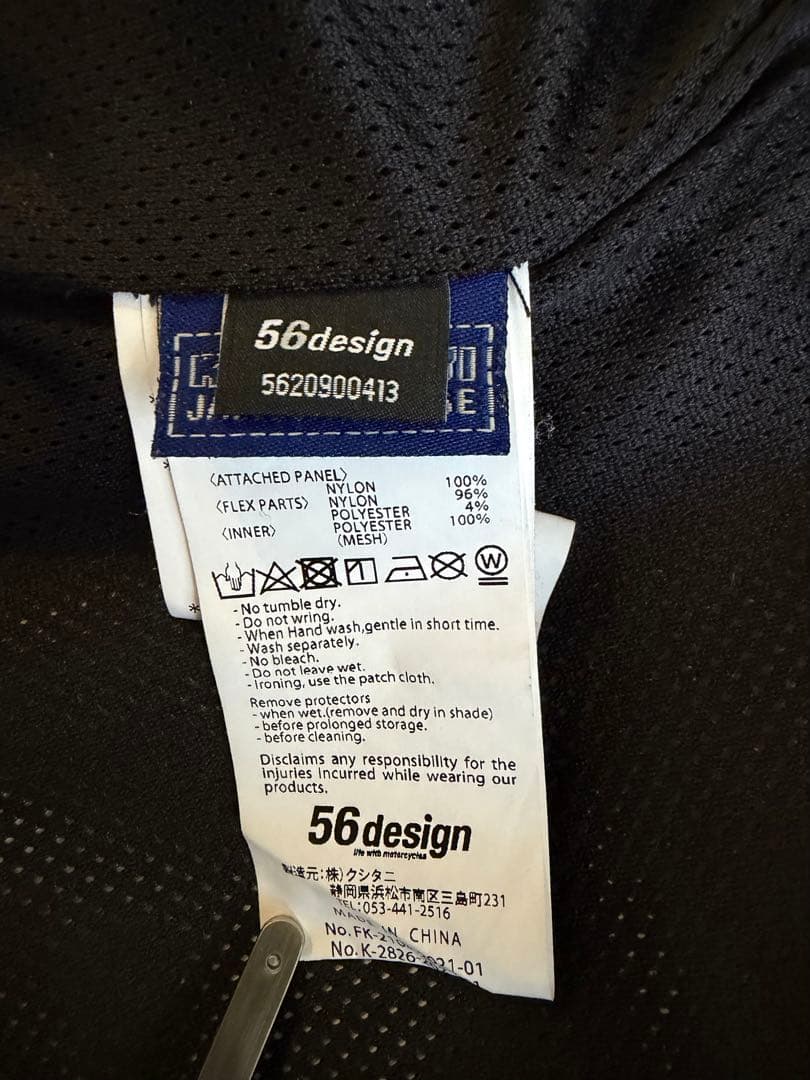 56design
5620900413
〈ATTACHED PANEL〉
NYLON 100%
〈FLEX PARTS〉 NYLON 96%
POLYESTER 4%
〈INNER〉 POLYESTER 100%
(MESH)
W
- No tumble dry.
- Do not wring.
- When Hand wash,gentle in short time.
- Wash separately.
- No bleach.
- Do not leave wet.
- Ironing, use the patch cloth.
Remove protectors
- when wet.(remove and dry in shade)
- before prolonged storage.
- before cleaning.
Disclaims any responsibility for the
injuries incurred while wearing our
products.
56design
life with motorcycles
製造元:㈱クシタニ
静岡県浜松市南区三島町231
TEL:053-441-2516
MADE IN CHINA
No.
No.K-2826